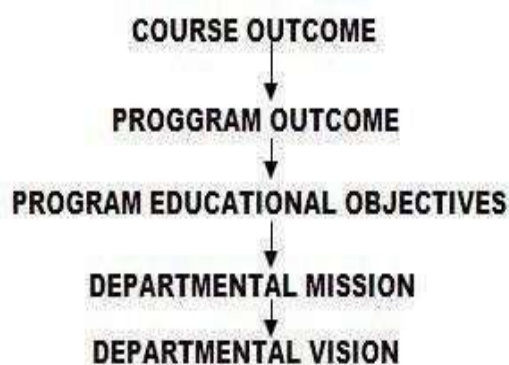 COURSE OUTCOME
PROGGRAM OUTCOME
PROGRAM EDUCATIONAL OBJECTIVES
DEPARTMENTAL MISSION
DEPARTMENTAL VISION